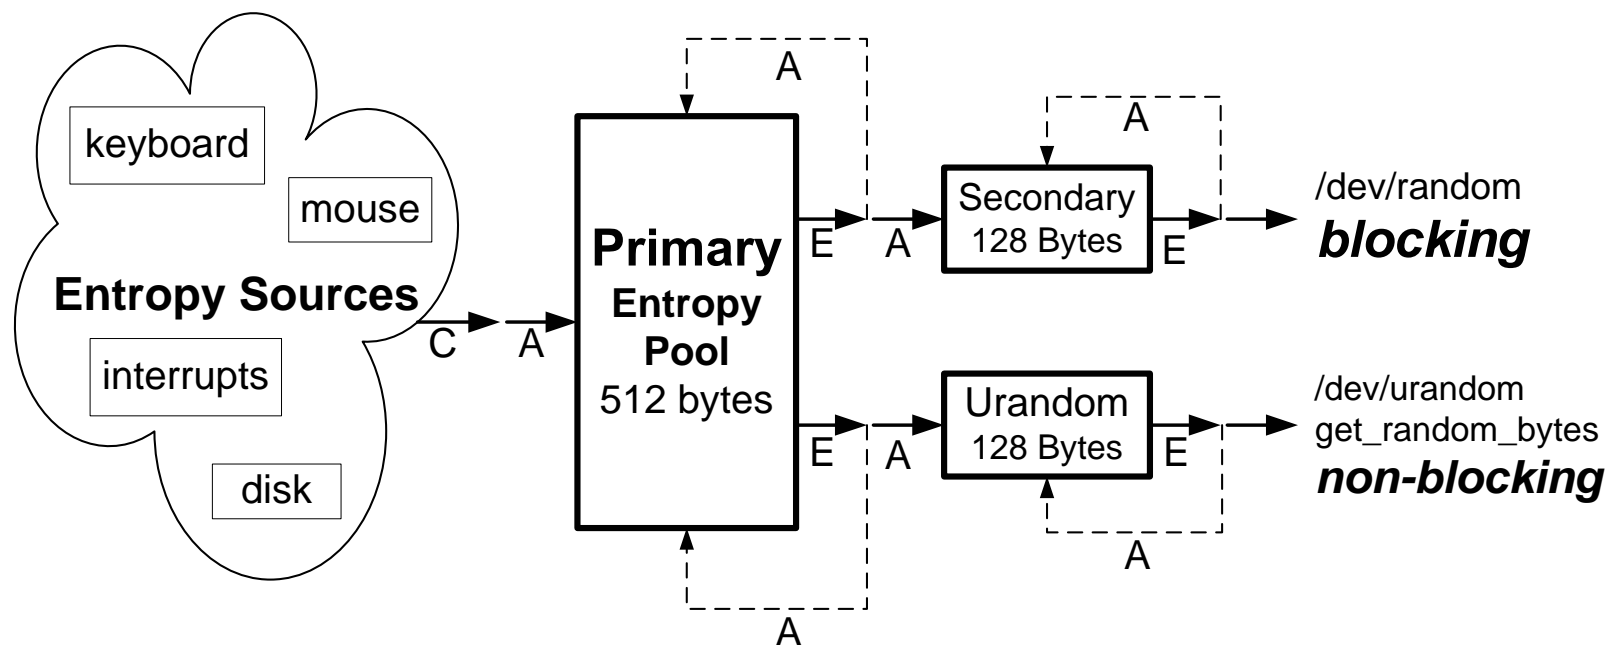 keyboard
mouse
Entropy Sources
interrupts
disk
C
A
A
Primary
Entropy
Pool
512 bytes
A
E
A
E
A
A
Secondary
128 Bytes
E
Urandom
128 Bytes
E
A
/dev/random
blocking
/dev/urandom
get_random_bytes
non-blocking